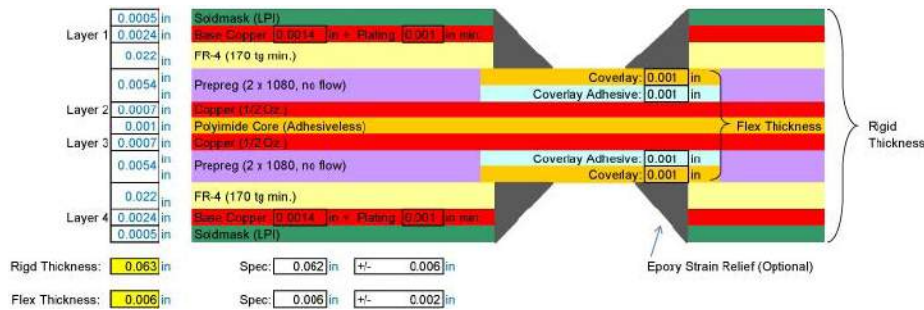 0.0005 in Soldmask (LPI)
Layer 1 0.0024 in Base Copper 0.0014 in + Plating 0.001 in min.
0.022 in FR-4 (170 tg min.)
in Coverlay: 0.001 in
0.0054 Prepreg (2 x 1080, no flow)
in Coverlay Adhesive: 0.001 in
Layer 2 0.0007 in Copper (1/2 Oz.)
0.001 in Polyimide Core (Adhesiveless) Flex Thickness
Rigid
Thickness
Layer 3 0.0007 in Copper (1/2 Oz.)
in Coverlay Adhesive: 0.001 in
0.0054 Prepreg (2 x 1080, no flow)
in Coverlay: 0.001 in
0.022 in FR-4 (170 tg min.)
Layer 4 0.0024 in Base Copper 0.0014 in + Plating 0.001 in min.
0.0005 in Soldmask (LPI)
Rigd Thickness: 0.063 in Spec: 0.062 in +/- 0.006 in Epoxy Strain Relief (Optional)
Flex Thickness: 0.006 in Spec: 0.006 in +/- 0.002 in